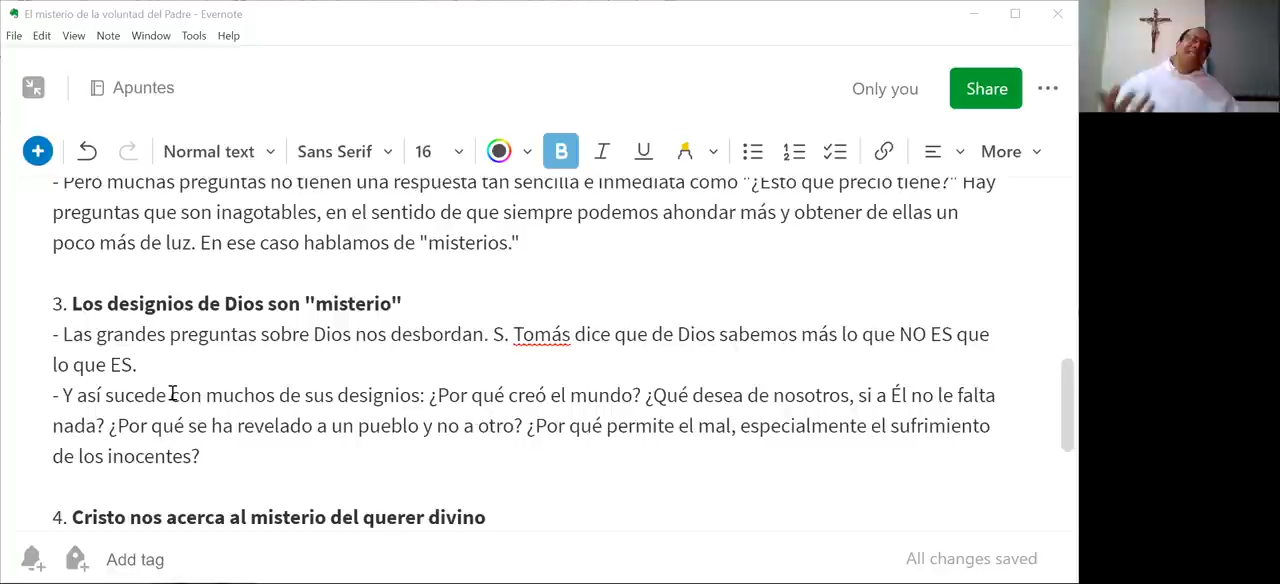 El misterio de la voluntad del Padre - Evernote
File Edit View Note Window Tools Help
Apuntes
Only you
Share
Normal text
Sans Serif
16
B I U
More
- Pero muchas preguntas no tienen una respuesta tan sencilla e inmediata como "¿Esto qué precio tiene?" Hay
preguntas que son inagotables, en el sentido de que siempre podemos ahondar más y obtener de ellas un
poco más de luz. En ese caso hablamos de "misterios."
3. Los designios de Dios son "misterio"
- Las grandes preguntas sobre Dios nos desbordan. S. Tomás dice que de Dios sabemos más lo que NO ES que
lo que ES.
- Y así sucede con muchos de sus designios: ¿Por qué creó el mundo? ¿Qué desea de nosotros, si a Él no le falta
nada? ¿Por qué se ha revelado a un pueblo y no a otro? ¿Por qué permite el mal, especialmente el sufrimiento
de los inocentes?
4. Cristo nos acerca al misterio del querer divino
Add tag
All changes saved